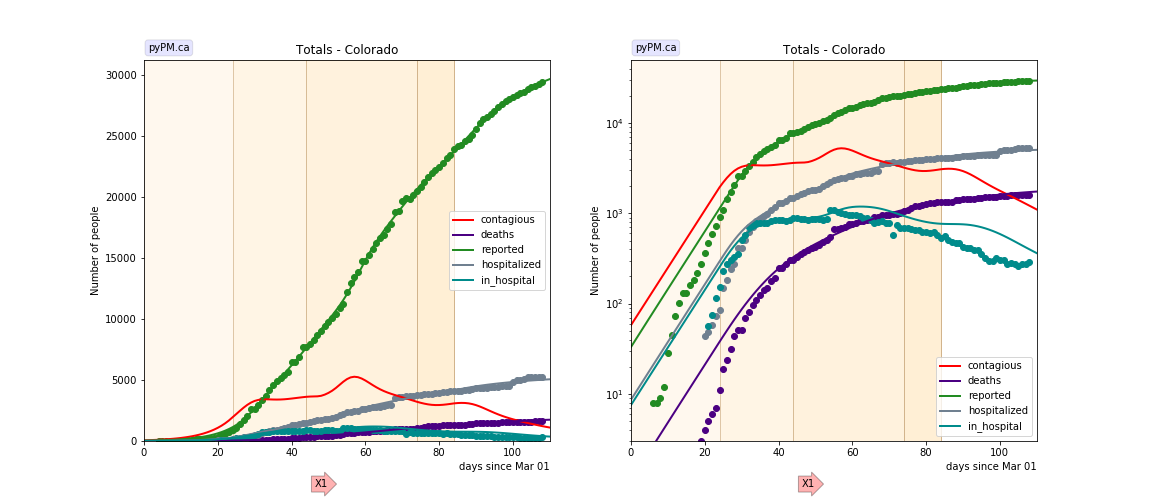 pyPM.ca
Totals - Colorado
Number of people
30000
25000
20000
15000
10000
5000
0
0
20
40
60
80
100
days since Mar 01
contagious
deaths
reported
hospitalized
in_hospital
X1
pyPM.ca
Totals - Colorado
Number of people
10^4
10^3
10^2
10^1
0
20
40
60
80
100
days since Mar 01
contagious
deaths
reported
hospitalized
in_hospital
X1